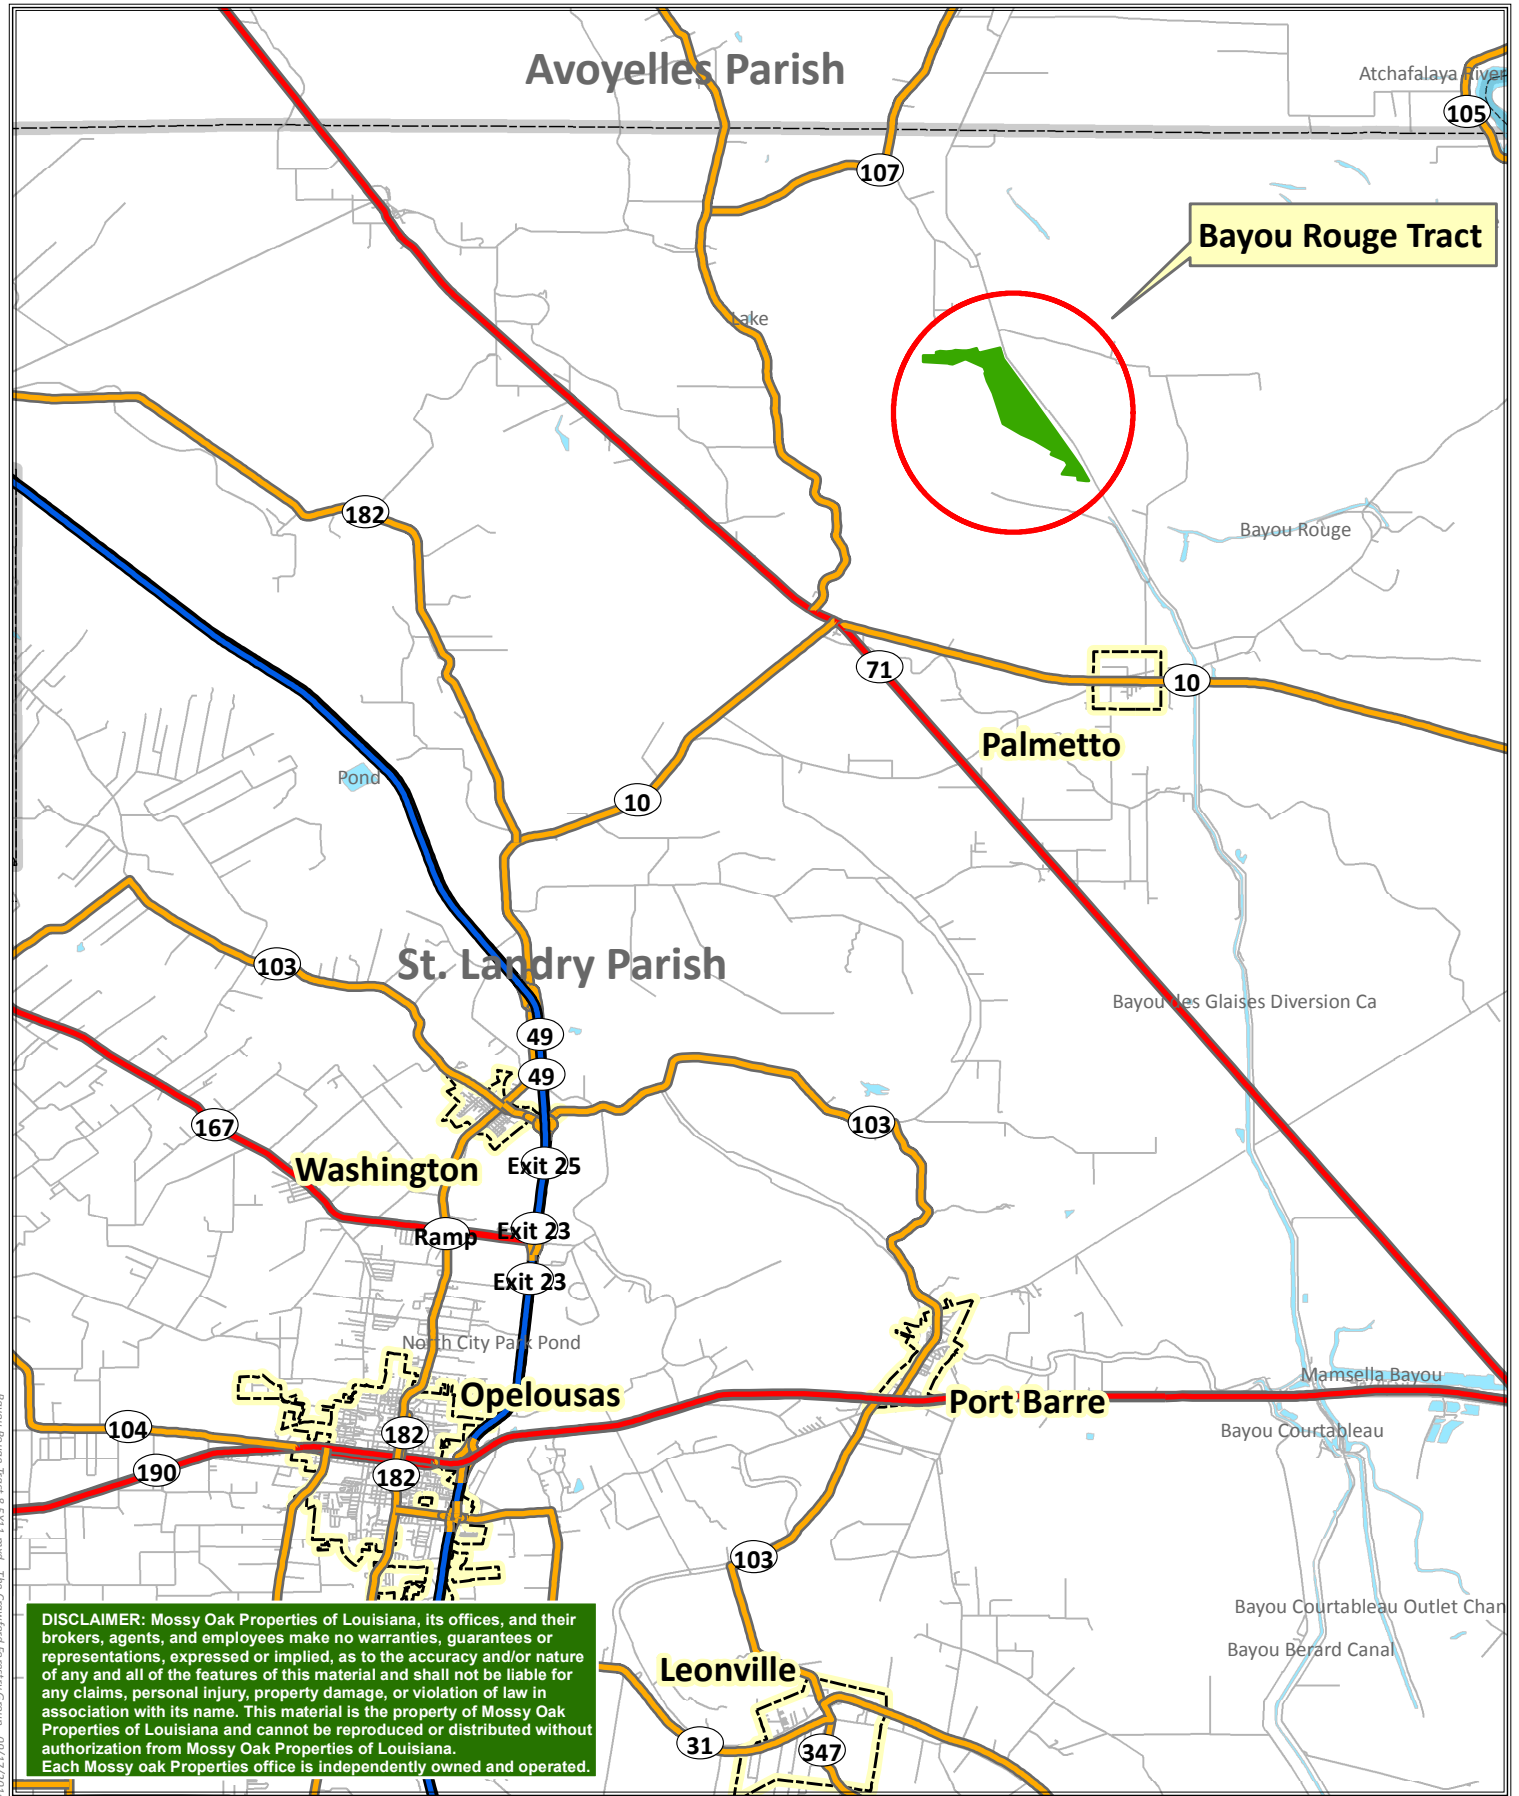 Avoyelles Parish
Atchafalaya River
105
107
Bayou Rouge Tract
Lake
182
Bayou Rouge
71
10
Palmetto
Pond
10
103
St. Landry Parish
Bayou des Glaises Diversion Ca
49
49
167
103
Washington
Exit 25
Ramp
Exit 23
Exit 23
North City Park Pond
Mamsella Bayou
Opelousas
Port Barre
104
182
Bayou Courtableau
190
182
103
Bayou Courtableau Outlet Chan
Bayou Berard Canal
Leonville
31
347
DISCLAIMER: Mossy Oak Properties of Louisiana, its offices, and their
brokers, agents, and employees make no warranties, guarantees or
representations, expressed or implied, as to the accuracy and/or nature
of any and all of the features of this material and shall not be liable for
any claims, personal injury, property damage, or violation of law in
association with its name. This material is the property of Mossy Oak
Properties of Louisiana and cannot be reproduced or distributed without
authorization from Mossy Oak Properties of Louisiana.
Each Mossy oak Properties office is independently owned and operated.